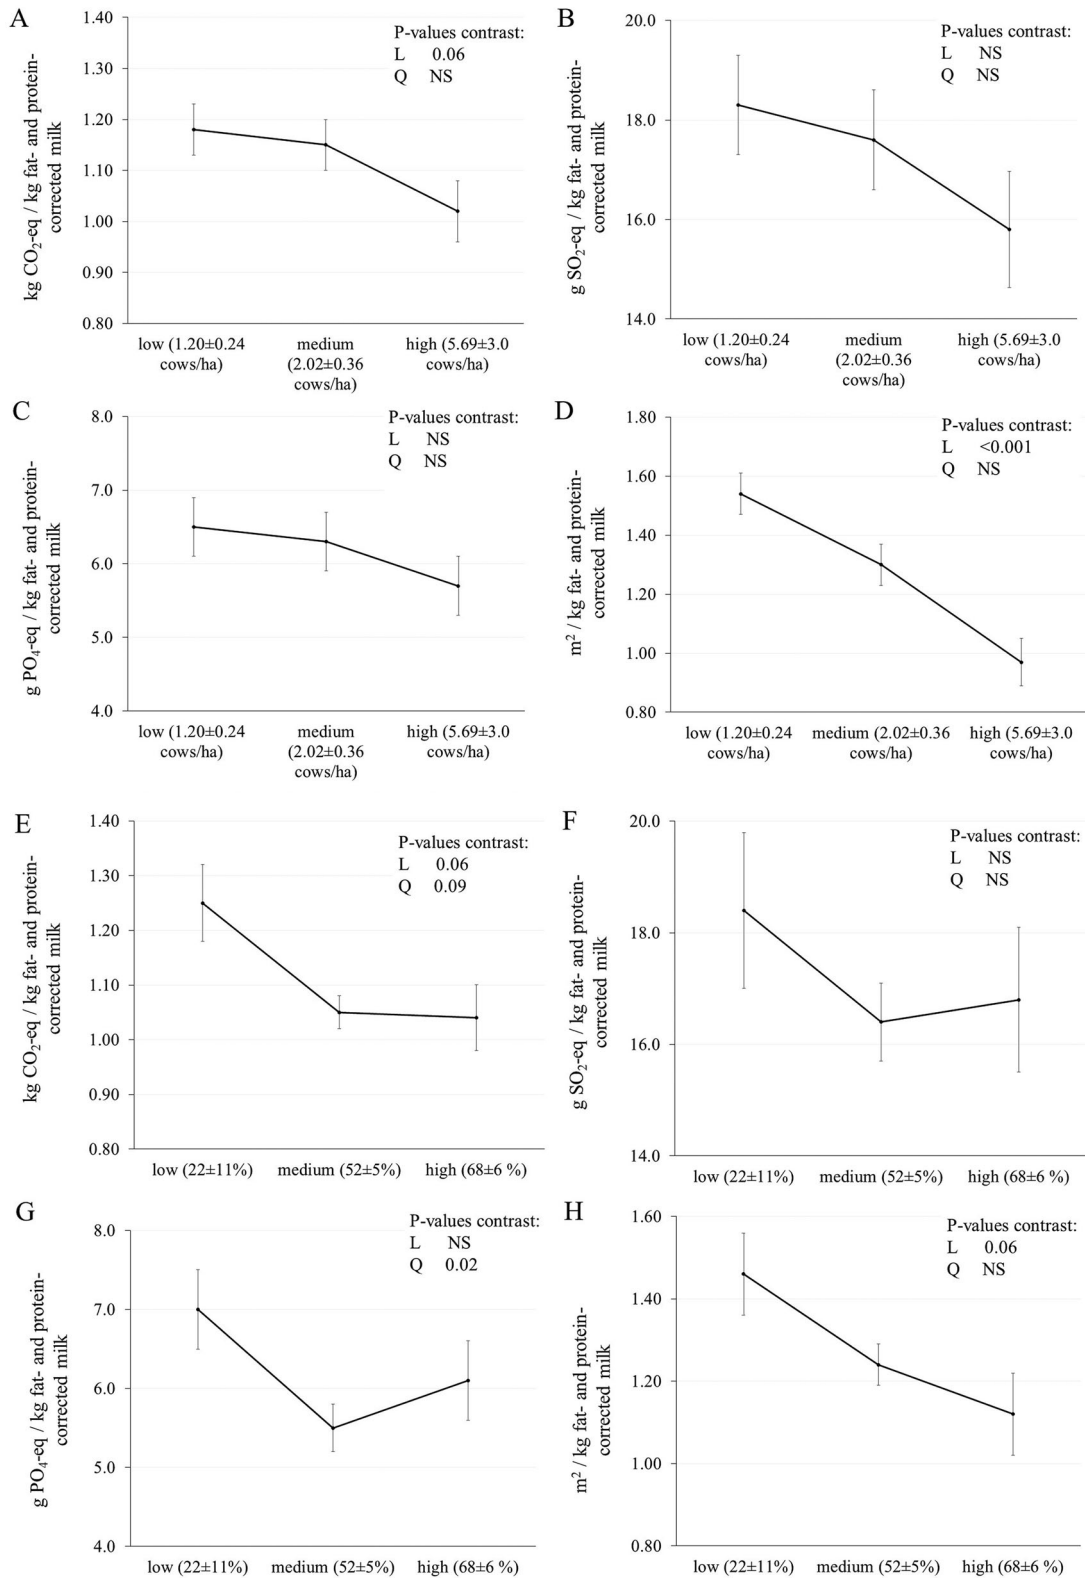 A
kg CO₂-eq / kg fat- and protein-
corrected milk
1.40
1.30
1.20
1.10
1.00
0.90
0.80
P-values contrast:
L 0.06
Q NS
low (1.20±0.24
cows/ha)
medium
(2.02±0.36
cows/ha)
high (5.69±3.0
cows/ha)
B
g SO₂-eq / kg fat- and protein-
corrected milk
20.0
18.0
16.0
14.0
P-values contrast:
L NS
Q NS
low (1.20±0.24
cows/ha)
medium
(2.02±0.36
cows/ha)
high (5.69±3.0
cows/ha)
C
g PO₄-eq / kg fat- and protein-
corrected milk
8.0
7.0
6.0
5.0
4.0
P-values contrast:
L NS
Q NS
low (1.20±0.24
cows/ha)
medium
(2.02±0.36
cows/ha)
high (5.69±3.0
cows/ha)
D
m² / kg fat- and protein-
corrected milk
1.80
1.60
1.40
1.20
1.00
0.80
P-values contrast:
L <0.001
Q NS
low (1.20±0.24
cows/ha)
medium (2.02±0.36
cows/ha)
high (5.69±3.0
cows/ha)
E
kg CO₂-eq / kg fat- and protein-
corrected milk
1.40
1.30
1.20
1.10
1.00
0.90
0.80
P-values contrast:
L 0.06
Q 0.09
low (22±11%)
medium (52±5%)
high (68±6 %)
F
g SO₂-eq / kg fat- and protein-
corrected milk
20.0
18.0
16.0
14.0
P-values contrast:
L NS
Q NS
low (22±11%)
medium (52±5%)
high (68±6 %)
G
g PO₄-eq / kg fat- and protein-
corrected milk
8.0
7.0
6.0
5.0
4.0
P-values contrast:
L NS
Q 0.02
low (22±11%)
medium (52±5%)
high (68±6 %)
H
m² / kg fat- and protein-
corrected milk
1.60
1.40
1.20
1.00
0.80
P-values contrast:
L 0.06
Q NS
low (22±11%)
medium (52±5%)
high (68±6 %)